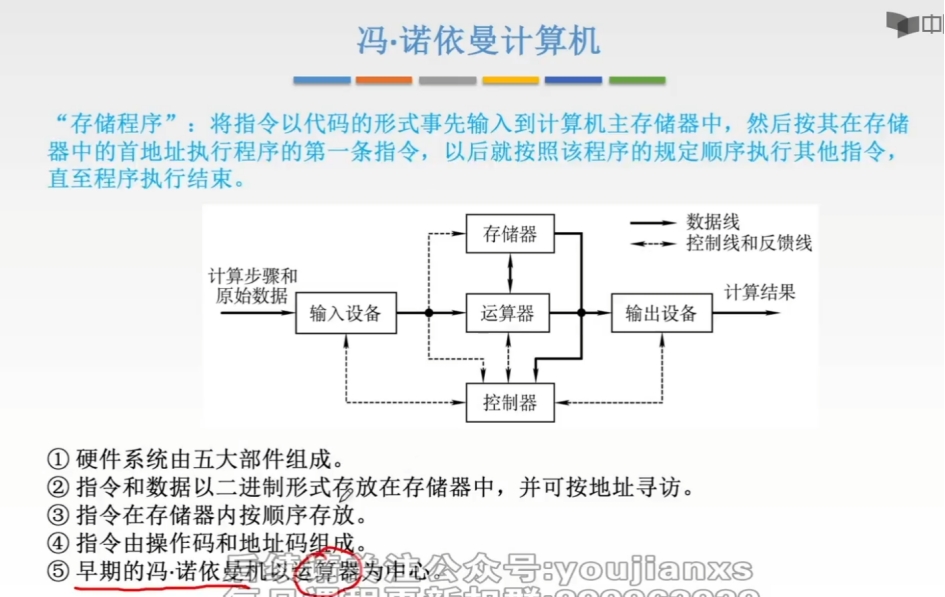 中
冯·诺依曼计算机
“存储程序”：将指令以代码的形式事先输入到计算机主存储器中，然后按其在存储
器中的首地址执行程序的第一条指令，以后就按照该程序的规定顺序执行其他指令，
直至程序执行结束。
存储器
数据线
控制线和反馈线
计算步骤和
原始数据
计算结果
输入设备
运算器
输出设备
控制器
① 硬件系统由五大部件组成。
② 指令和数据以二进制形式存放在存储器中，并可按地址寻访。
③ 指令在存储器内按顺序存放。
④ 指令由操作码和地址码组成。
⑤ 早期的冯·诺依曼机以运算器为中心。
公众号:youjianxs